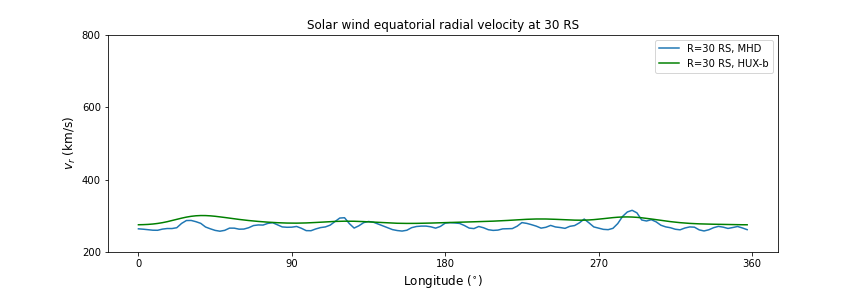 Solar wind equatorial radial velocity at 30 RS
800
600
400
200
v_r (km/s)
R=30 RS, MHD
R=30 RS, HUX-b
0
90
180
270
360
Longitude (°)